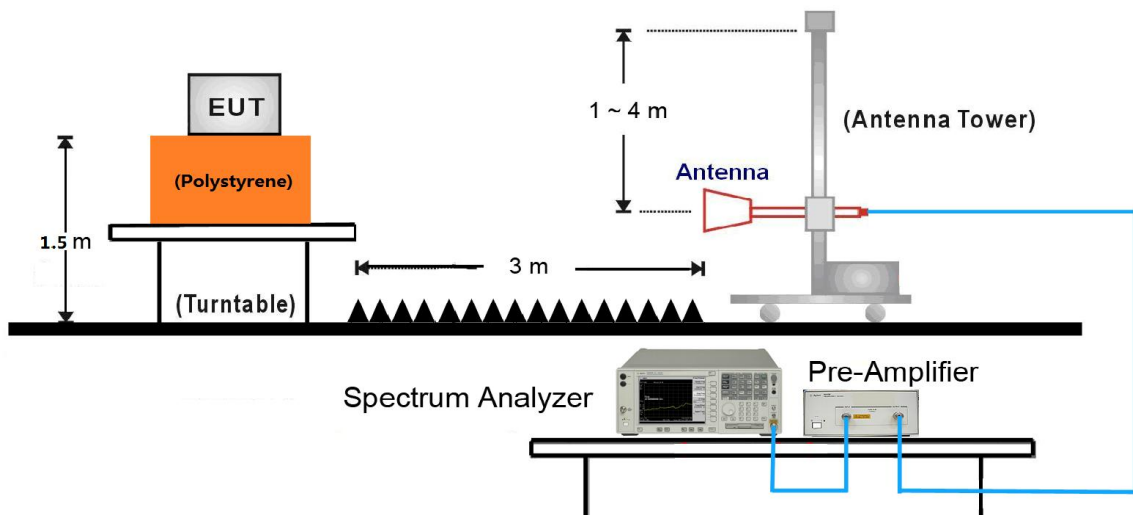 EUT
1 ~ 4 m
(Antenna Tower)
Antenna
(Polystyrene)
1.5 m
3 m
(Turntable)
Spectrum Analyzer
Pre-Amplifier